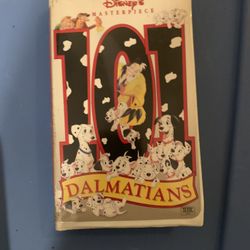 Disney's
MASTERPIECE
101
DALMATIANS